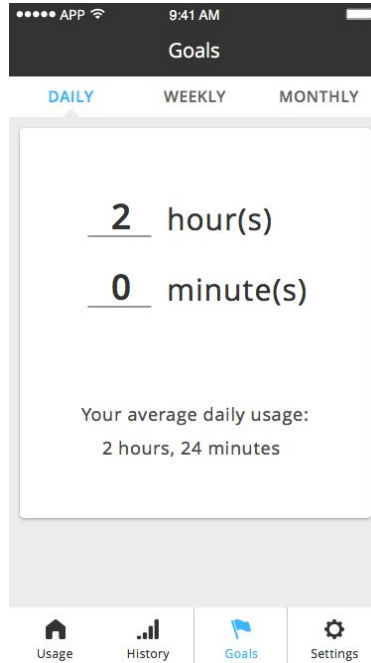 APP 9:41 AM
Goals
DAILY WEEKLY MONTHLY
2 hour(s)
0 minute(s)
Your average daily usage:
2 hours, 24 minutes
Usage History Goals Settings